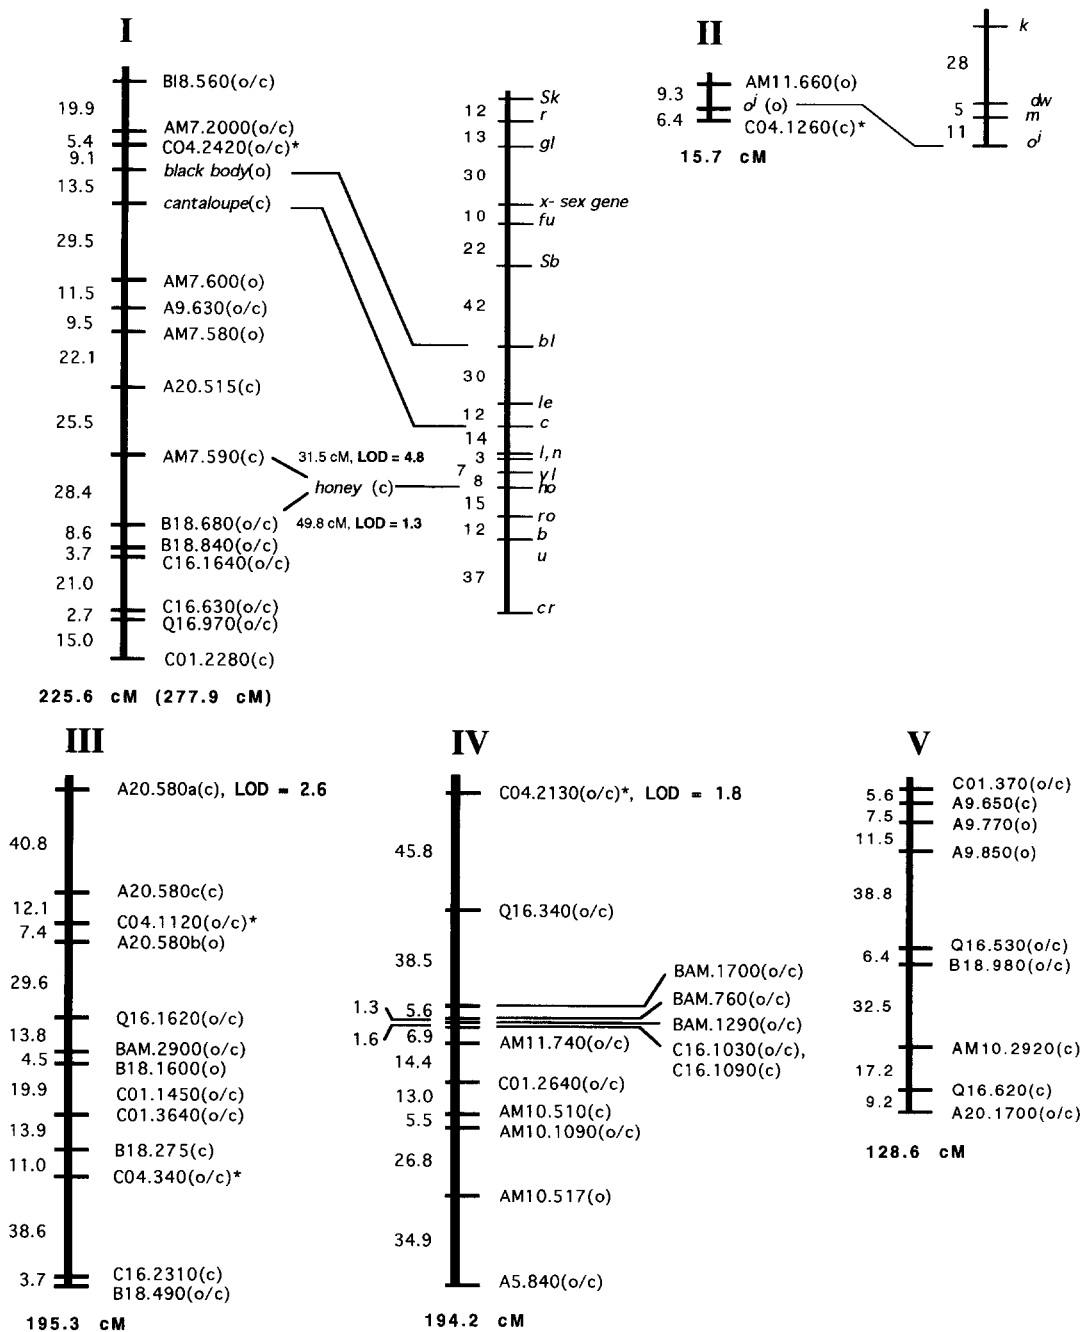 I
BI8.560(o/c)
19.9
AM7.2000(o/c)
5.4
CO4.2420(o/c)*
9.1
black body(o)
13.5
cantaloupe(c)
29.5
AM7.600(o)
11.5
A9.630(o/c)
9.5
AM7.580(o)
22.1
A20.515(c)
25.5
AM7.590(c)
31.5 cM, LOD = 4.8
honey (c)
28.4
49.8 cM, LOD = 1.3
B18.680(o/c)
8.6
B18.840(o/c)
3.7
C16.1640(o/c)
21.0
C16.630(o/c)
2.7
Q16.970(o/c)
15.0
C01.2280(c)
225.6 cM (277.9 cM)
Sk
12
r
13
gl
30
x- sex gene
10
fu
22
Sb
42
bl
30
le
12
c
14
l,n
3
7
yl
8
ho
15
ro
12
b
u
37
cr
II
AM11.660(o)
9.3
oj (o)
6.4
C04.1260(c)*
15.7 cM
k
28
dw
5
m
11
oj
III
A20.580a(c), LOD = 2.6
40.8
A20.580c(c)
12.1
C04.1120(o/c)*
7.4
A20.580b(o)
29.6
Q16.1620(o/c)
13.8
BAM.2900(o/c)
4.5
B18.1600(o)
19.9
C01.1450(o/c)
C01.3640(o/c)
13.9
B18.275(c)
11.0
C04.340(o/c)*
38.6
C16.2310(c)
3.7
B18.490(o/c)
195.3 cM
IV
C04.2130(o/c)*, LOD = 1.8
45.8
Q16.340(o/c)
38.5
BAM.1700(o/c)
5.6
BAM.760(o/c)
1.3
BAM.1290(o/c)
1.6
C16.1030(o/c),
C16.1090(c)
6.9
AM11.740(o/c)
14.4
C01.2640(o/c)
13.0
AM10.510(c)
5.5
AM10.1090(o/c)
26.8
AM10.517(o)
34.9
A5.840(o/c)
194.2 cM
V
C01.370(o/c)
5.6
A9.650(c)
7.5
A9.770(o)
11.5
A9.850(o)
38.8
Q16.530(o/c)
6.4
B18.980(o/c)
32.5
AM10.2920(c)
17.2
Q16.620(c)
9.2
A20.1700(o/c)
128.6 cM